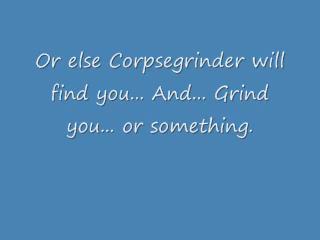 Or else Corpsegrinder will
find you... And... Grind
you... or something.